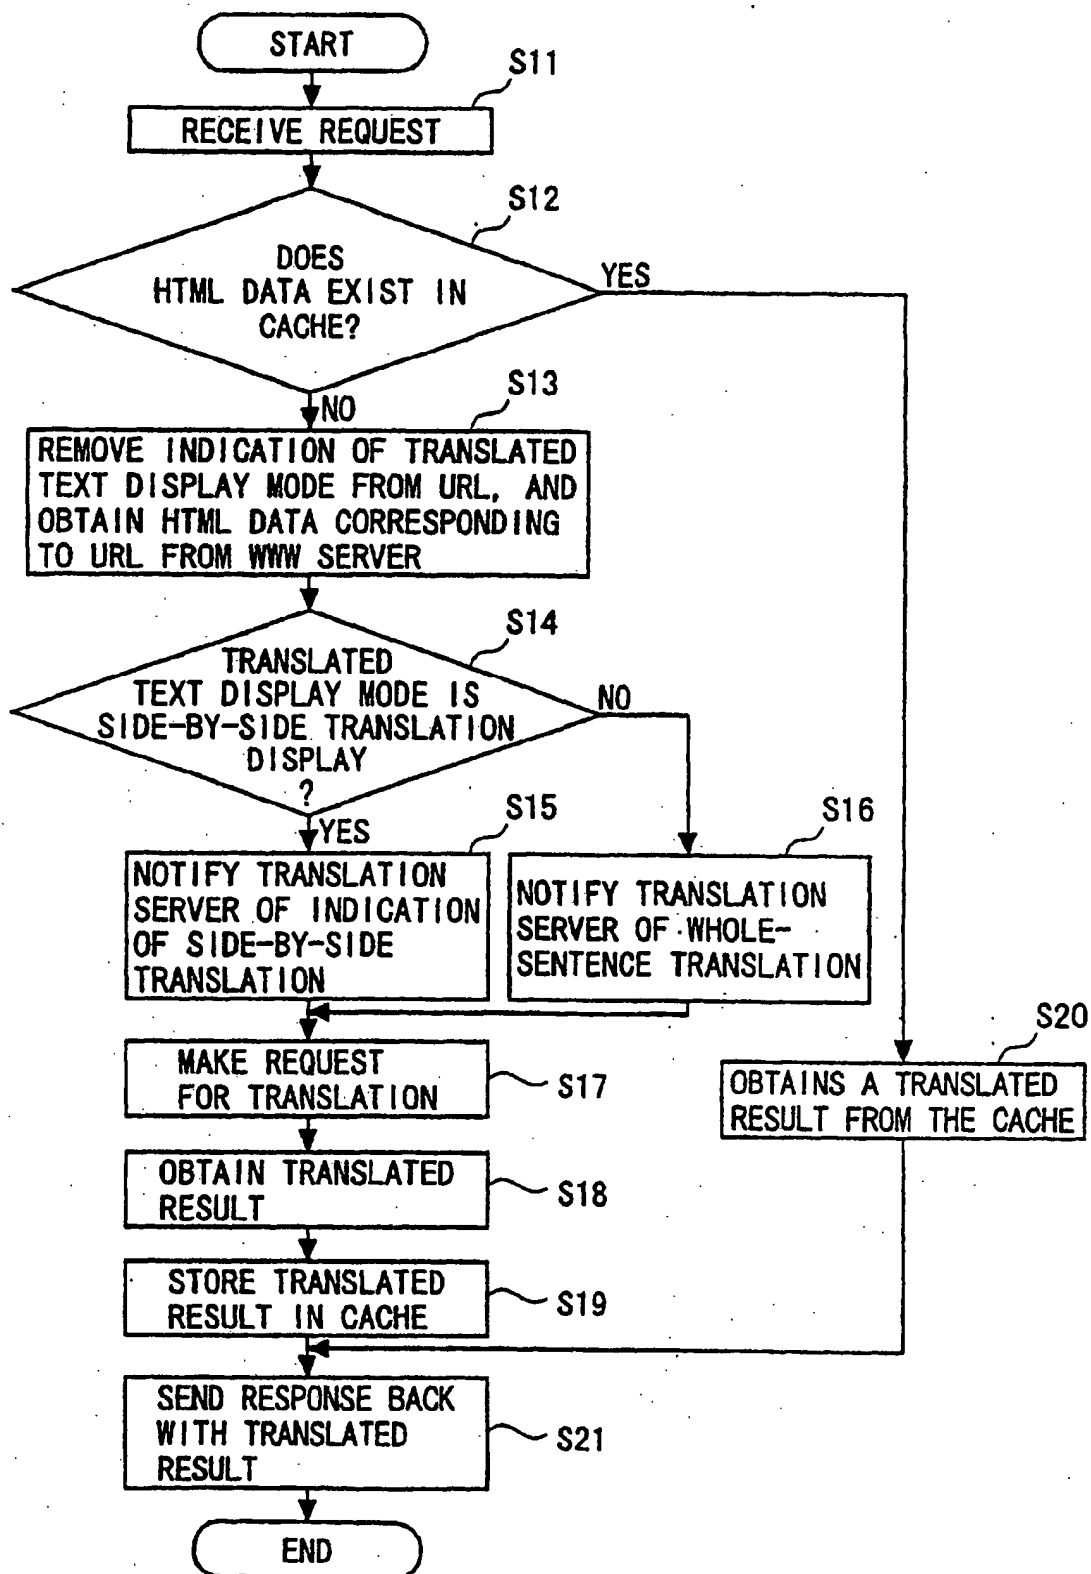 START
S11
RECEIVE REQUEST
S12
DOES
HTML DATA EXIST IN
CACHE?
YES
NO
S13
REMOVE INDICATION OF TRANSLATED
TEXT DISPLAY MODE FROM URL, AND
OBTAIN HTML DATA CORRESPONDING
TO URL FROM WWW SERVER
S14
TRANSLATED
TEXT DISPLAY MODE IS
SIDE-BY-SIDE TRANSLATION
DISPLAY
?
NO
YES
S15
NOTIFY TRANSLATION
SERVER OF INDICATION
OF SIDE-BY-SIDE
TRANSLATION
S16
NOTIFY TRANSLATION
SERVER OF WHOLE-
SENTENCE TRANSLATION
MAKE REQUEST
FOR TRANSLATION
S17
S20
OBTAINS A TRANSLATED
RESULT FROM THE CACHE
OBTAIN TRANSLATED
RESULT
S18
STORE TRANSLATED
RESULT IN CACHE
S19
SEND RESPONSE BACK
WITH TRANSLATED
RESULT
S21
END